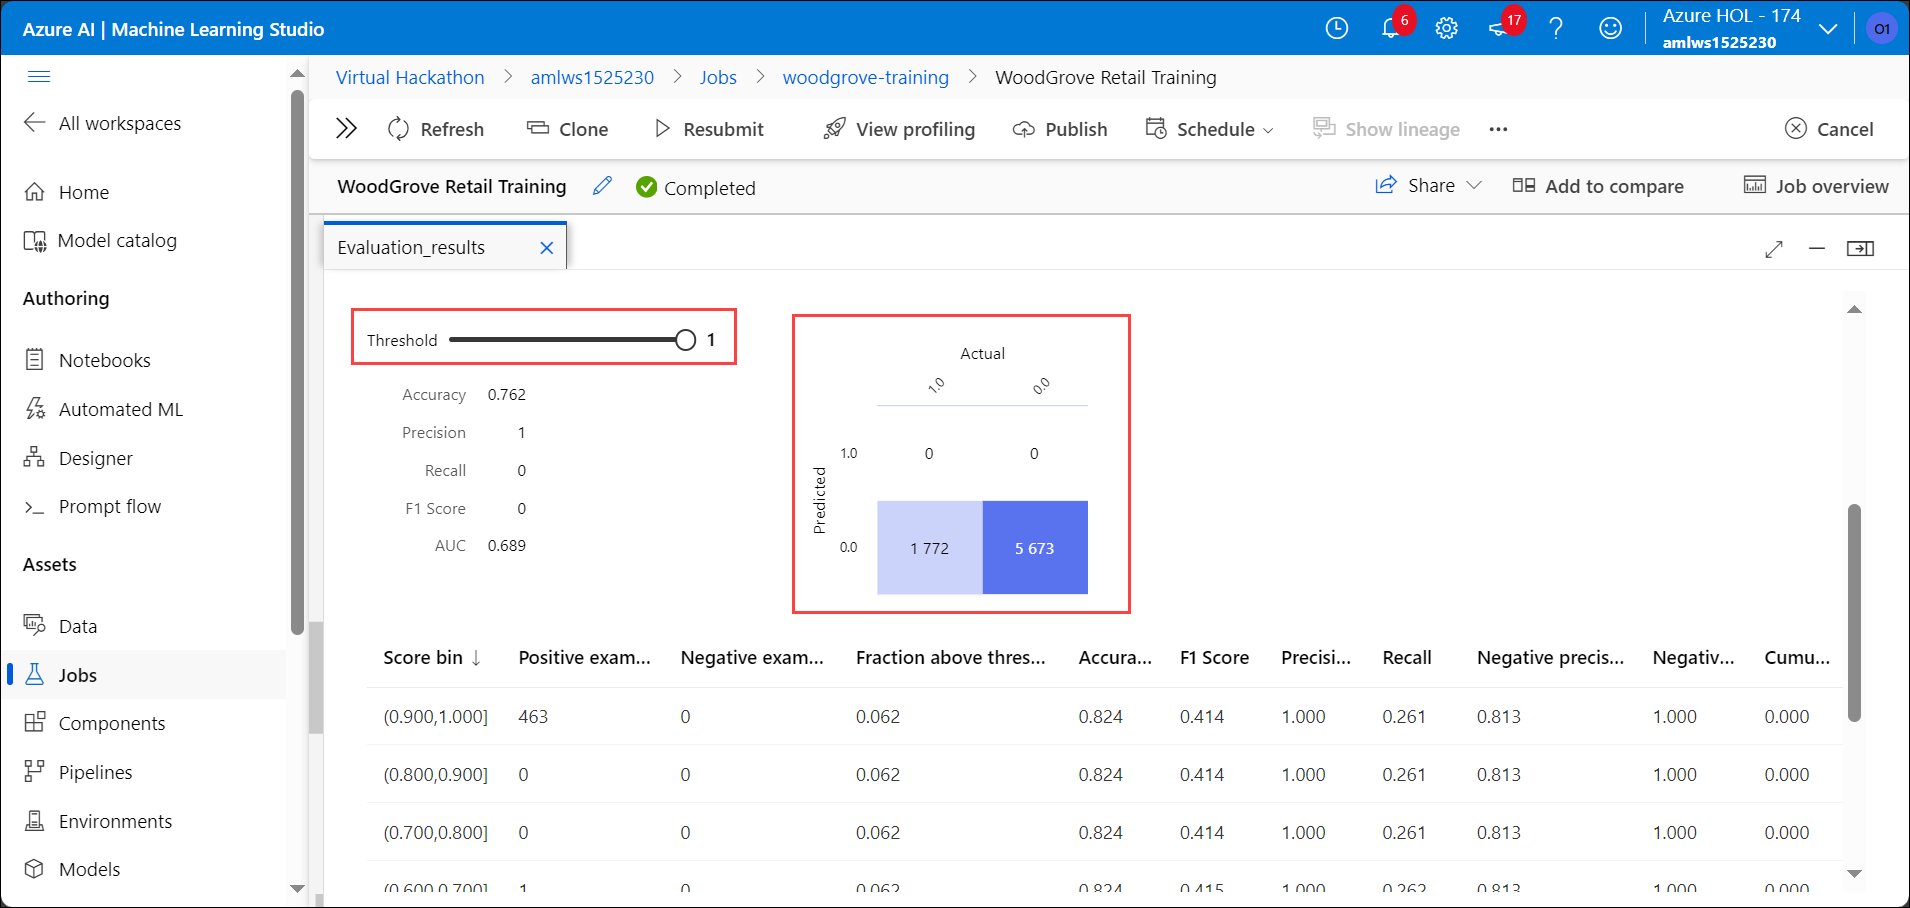 Azure AI | Machine Learning Studio
6
17
Azure HOL - 174
amlws1525230
O1
Virtual Hackathon > amlws1525230 > Jobs > woodgrove-training > WoodGrove Retail Training
All workspaces
Home
Model catalog
Authoring
Notebooks
Automated ML
Designer
Prompt flow
Assets
Data
Jobs
Components
Pipelines
Environments
Models
Refresh Clone Resubmit View profiling Publish Schedule Show lineage ... Cancel
WoodGrove Retail Training Completed Share Add to compare Job overview
Evaluation_results
Threshold 1
Accuracy 0.762
Precision 1
Recall 0
F1 Score 0
AUC 0.689
Actual
1.0 0.0
Predicted
1.0 0 0
0.0 1 772 5 673
Score bin ↓ Positive exam... Negative exam... Fraction above thres... Accura... F1 Score Precisi... Recall Negative precis... Negativ... Cumu...
(0.900,1.000] 463 0 0.062 0.824 0.414 1.000 0.261 0.813 1.000 0.000
(0.800,0.900] 0 0 0.062 0.824 0.414 1.000 0.261 0.813 1.000 0.000
(0.700,0.800] 0 0 0.062 0.824 0.414 1.000 0.261 0.813 1.000 0.000
(0.600,0.700] 1 0 0.062 0.824 0.415 1.000 0.262 0.813 1.000 0.000